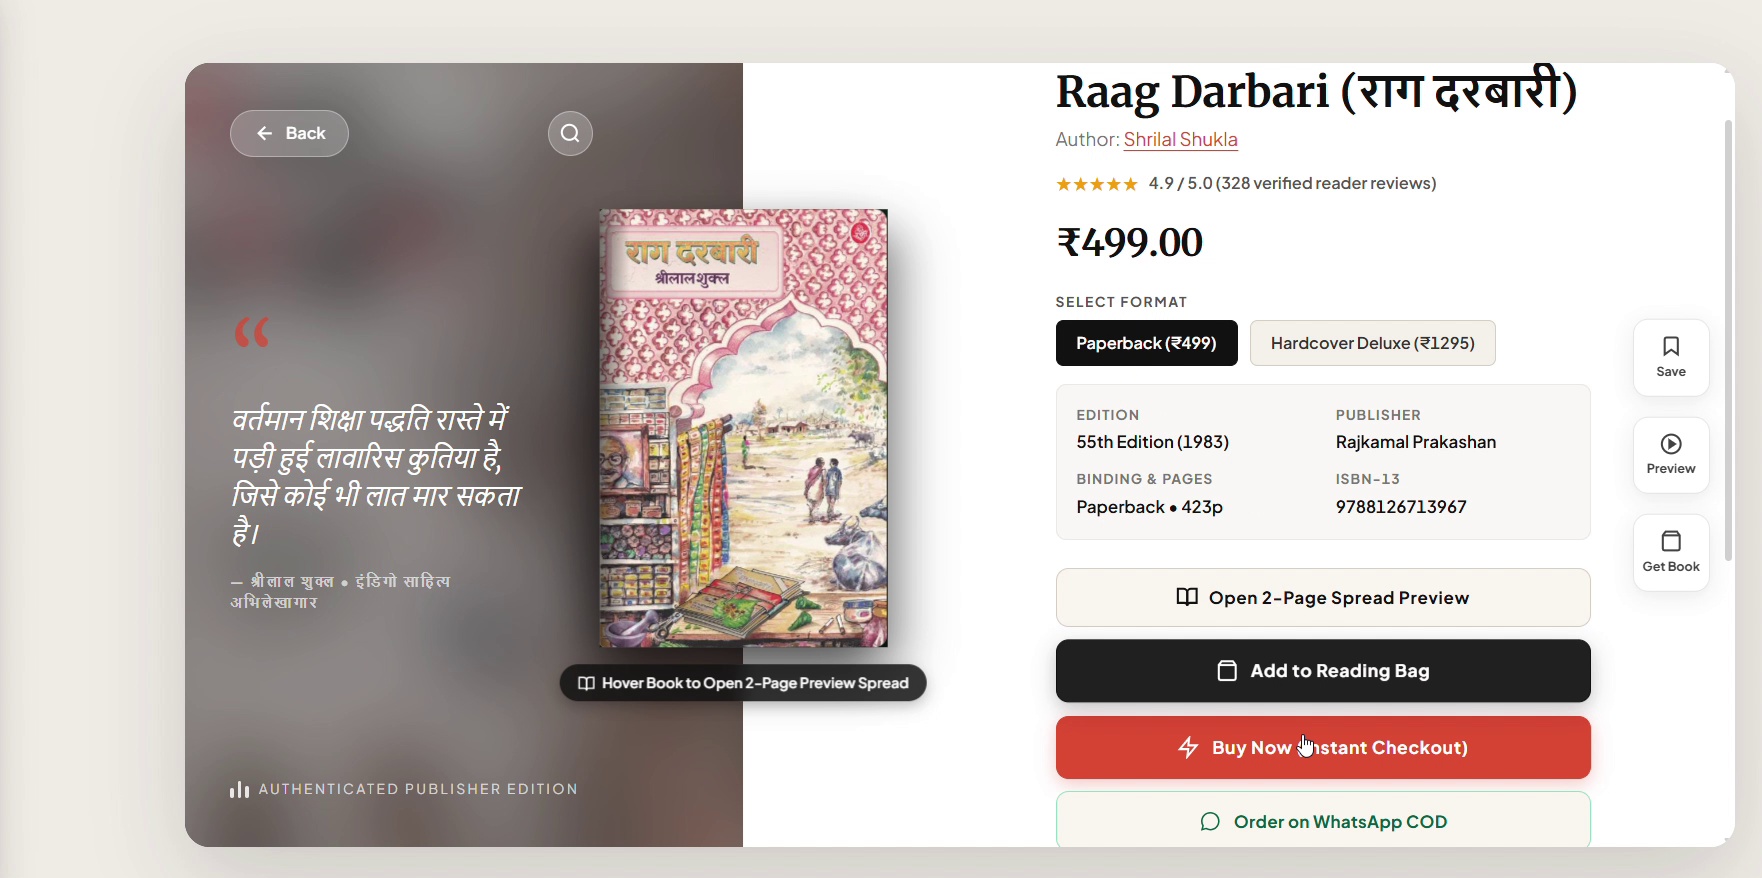 Back
“
वर्तमान शिक्षा पद्धति रास्ते में
पड़ी हुई लावारिस कुतिया है,
जिसे कोई भी लात मार सकता
है।
— श्रीलाल शुक्ल • इंडिगो साहित्य
अभिलेखागार
AUTHENTICATED PUBLISHER EDITION
राग दरबारी
श्रीलाल शुक्ल
Hover Book to Open 2-Page Preview Spread
Raag Darbari (राग दरबारी)
Author: Shrilal Shukla
★★★★★ 4.9 / 5.0 (328 verified reader reviews)
₹499.00
SELECT FORMAT
Paperback (₹499) Hardcover Deluxe (₹1295)
EDITION PUBLISHER
55th Edition (1983) Rajkamal Prakashan
BINDING & PAGES ISBN-13
Paperback • 423p 9788126713967
Open 2-Page Spread Preview
Add to Reading Bag
Buy Now nstant Checkout)
Order on WhatsApp COD
Save
Preview
Get Book